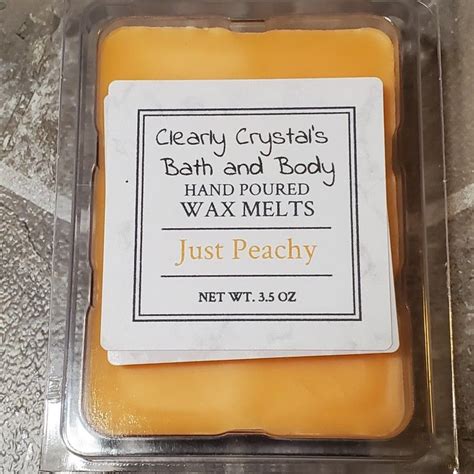 Clearly Crystal's
Bath and Body
HAND POURED
WAX MELTS
Just Peachy
NET WT. 3.5 OZ